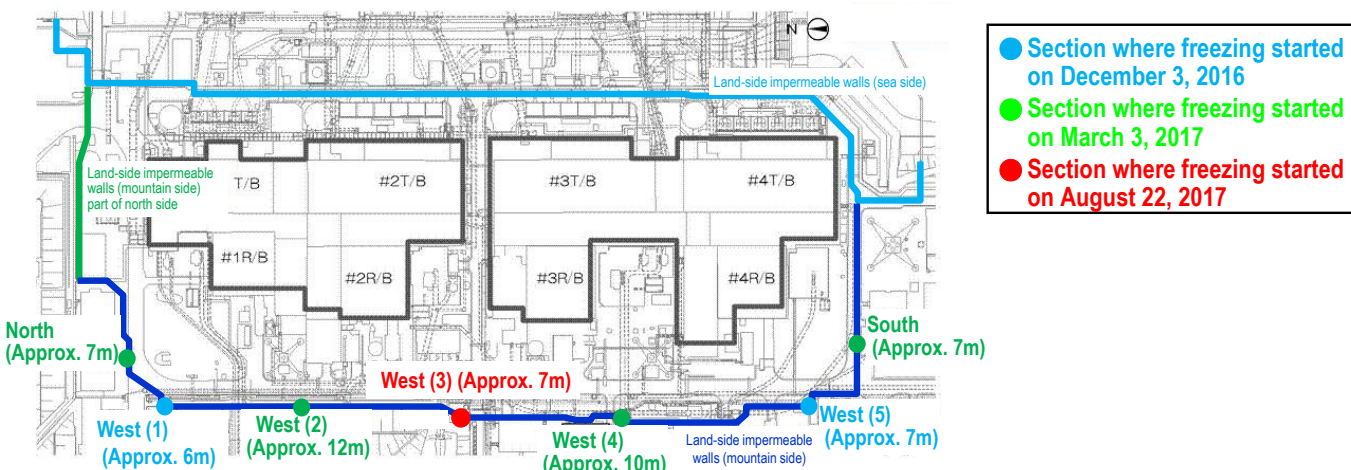 N
Land-side impermeable walls (sea side)
Land-side impermeable
walls (mountain side)
part of north side
T/B
#2T/B
#3T/B
#4T/B
#1R/B
#2R/B
#3R/B
#4R/B
North
(Approx. 7m)
South
(Approx. 7m)
West (3) (Approx. 7m)
West (1)
(Approx. 6m)
West (2)
(Approx. 12m)
West (4)
(Approx. 10m)
Land-side impermeable
walls (mountain side)
West (5)
(Approx. 7m)
Section where freezing started
on December 3, 2016
Section where freezing started
on March 3, 2017
Section where freezing started
on August 22, 2017